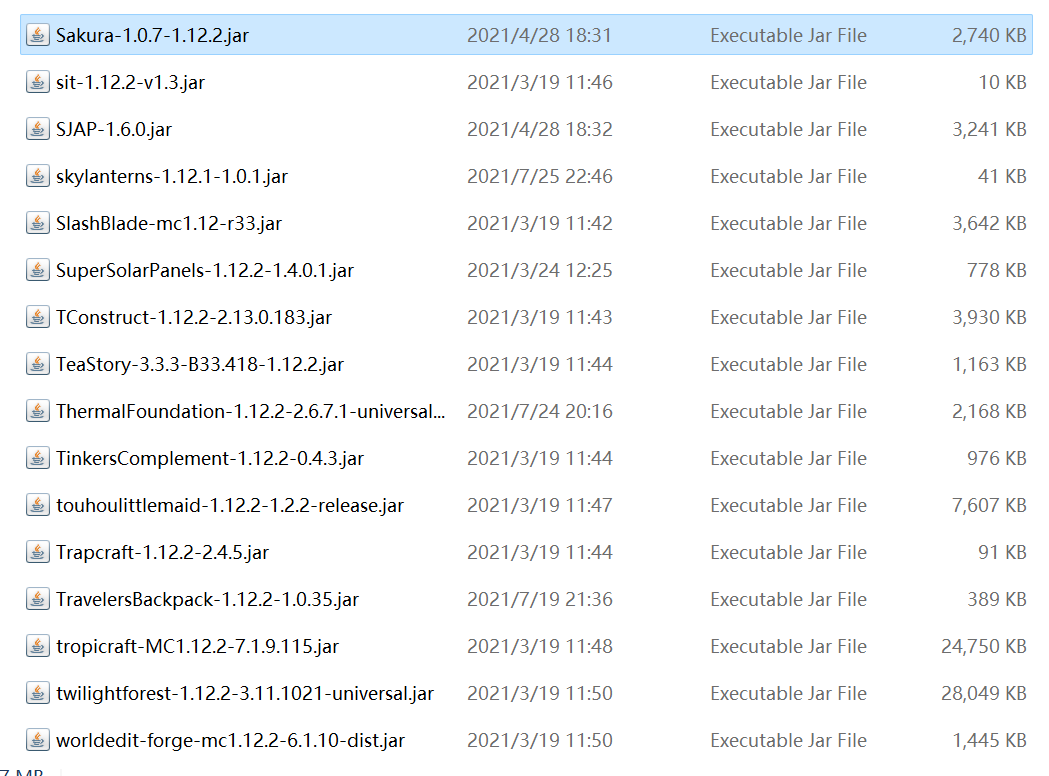 Sakura-1.0.7-1.12.2.jar 2021/4/28 18:31 Executable Jar File 2,740 KB
sit-1.12.2-v1.3.jar 2021/3/19 11:46 Executable Jar File 10 KB
SJAP-1.6.0.jar 2021/4/28 18:32 Executable Jar File 3,241 KB
skylanterns-1.12.1-1.0.1.jar 2021/7/25 22:46 Executable Jar File 41 KB
SlashBlade-mc1.12-r33.jar 2021/3/19 11:42 Executable Jar File 3,642 KB
SuperSolarPanels-1.12.2-1.4.0.1.jar 2021/3/24 12:25 Executable Jar File 778 KB
TConstruct-1.12.2-2.13.0.183.jar 2021/3/19 11:43 Executable Jar File 3,930 KB
TeaStory-3.3.3-B33.418-1.12.2.jar 2021/3/19 11:44 Executable Jar File 1,163 KB
ThermalFoundation-1.12.2-2.6.7.1-universal... 2021/7/24 20:16 Executable Jar File 2,168 KB
TinkersComplement-1.12.2-0.4.3.jar 2021/3/19 11:44 Executable Jar File 976 KB
touhoulittlemaid-1.12.2-1.2.2-release.jar 2021/3/19 11:47 Executable Jar File 7,607 KB
Trapcraft-1.12.2-2.4.5.jar 2021/3/19 11:44 Executable Jar File 91 KB
TravelersBackpack-1.12.2-1.0.35.jar 2021/7/19 21:36 Executable Jar File 389 KB
tropicraft-MC1.12.2-7.1.9.115.jar 2021/3/19 11:48 Executable Jar File 24,750 KB
twilightforest-1.12.2-3.11.1021-universal.jar 2021/3/19 11:50 Executable Jar File 28,049 KB
worldedit-forge-mc1.12.2-6.1.10-dist.jar 2021/3/19 11:50 Executable Jar File 1,445 KB